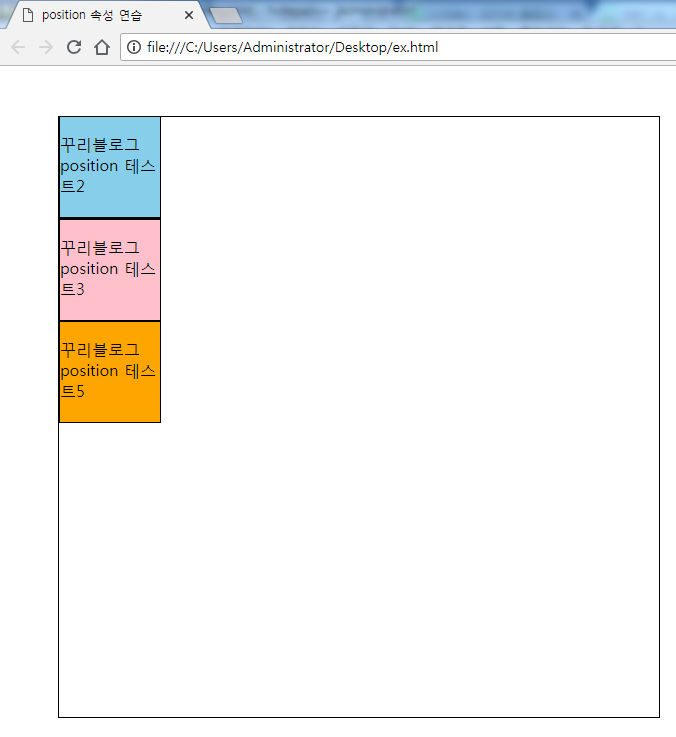 position 속성 연습
file:///C:/Users/Administrator/Desktop/ex.html
꾸리블로그
position 테스
트2
꾸리블로그
position 테스
트3
꾸리블로그
position 테스
트5